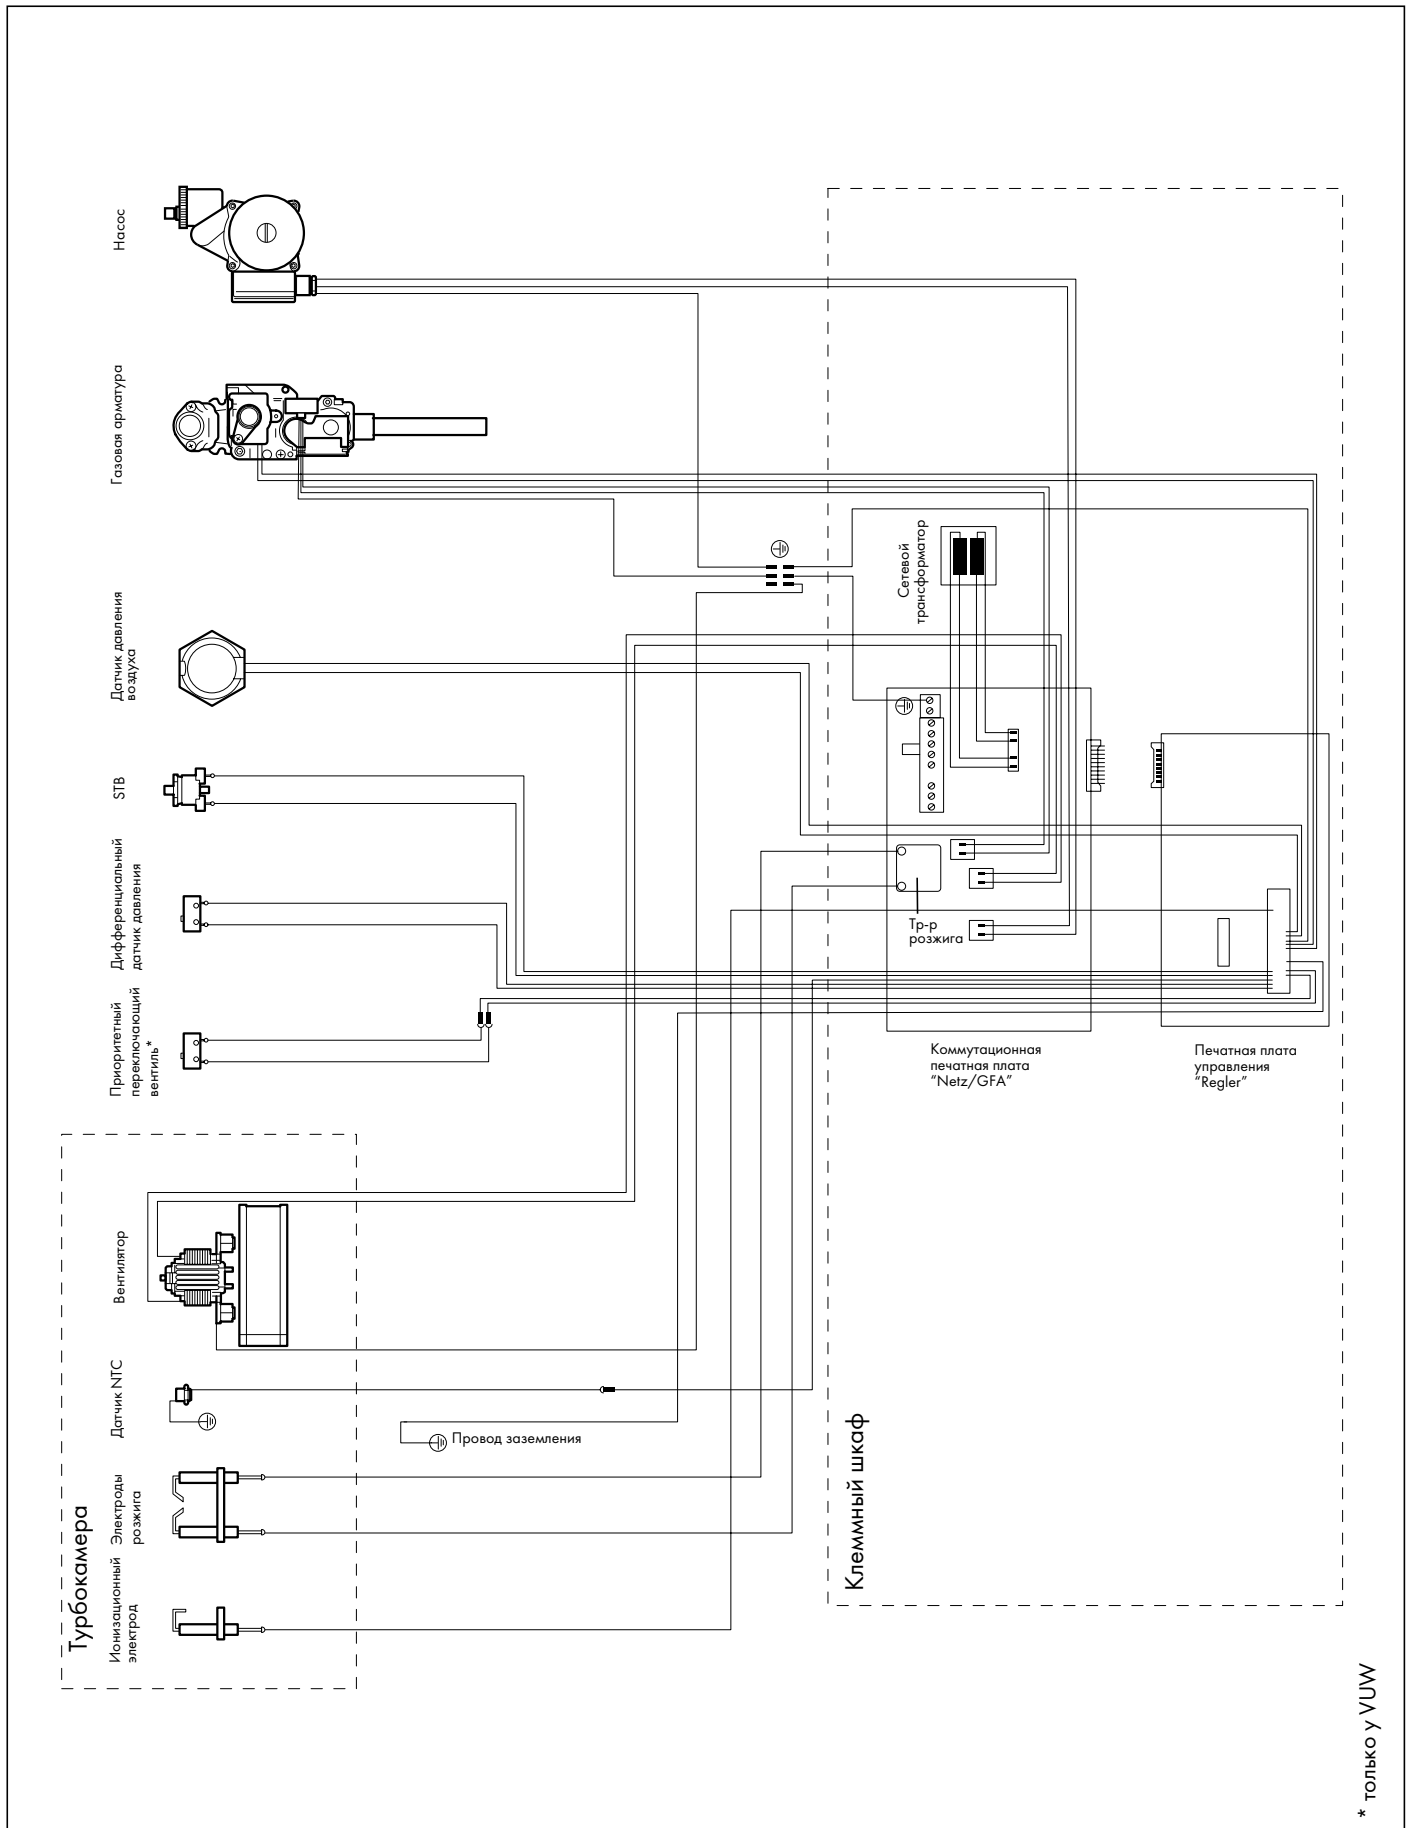 Насос
Газовая арматура
Датчик давления
воздуха
STB
Дифференциальный
датчик давления
Приоритетный
переключающий
вентиль*
Вентилятор
Датчик NTC
Электроды
розжига
Ионизационный
электрод
Турбокамера
Провод заземления
Сетевой
трансформатор
Тр-р
розжига
Коммутационная
печатная плата
“Netz/GFA”
Печатная плата
управления
“Regler”
Клеммный шкаф
* только у VUW